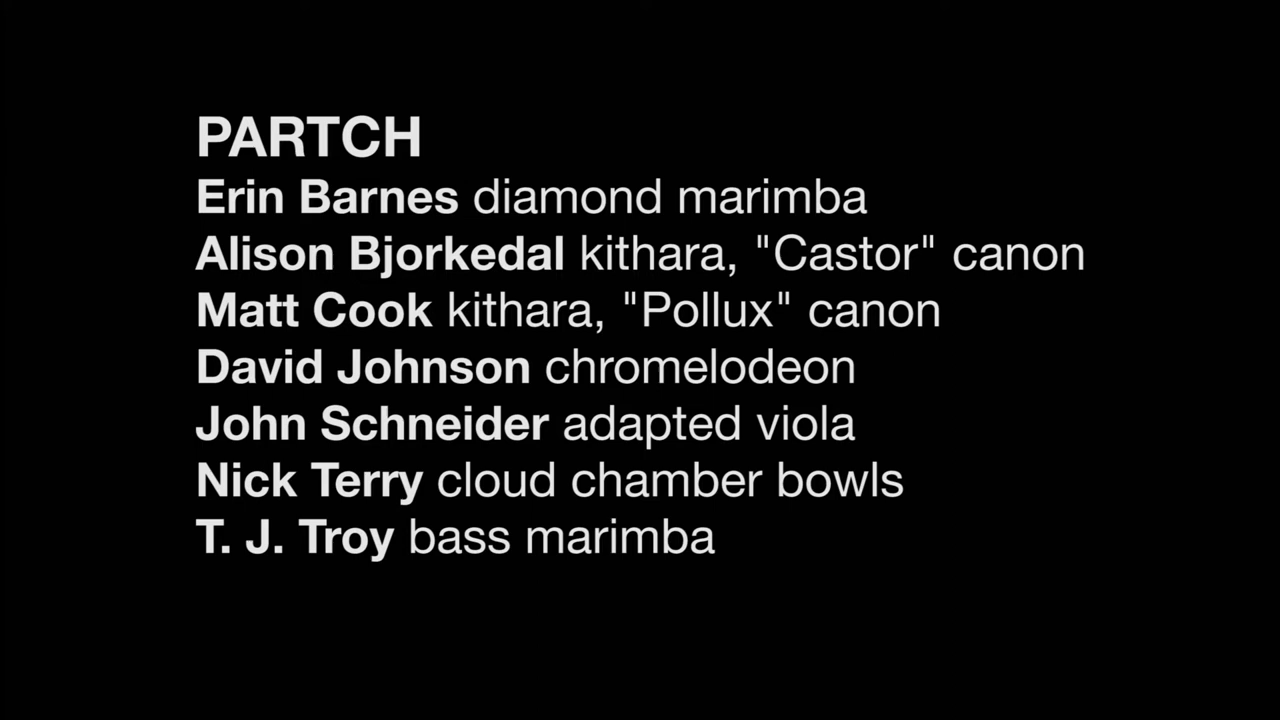 PARTCH
Erin Barnes diamond marimba
Alison Bjorkedal kithara, "Castor" canon
Matt Cook kithara, "Pollux" canon
David Johnson chromelodeon
John Schneider adapted viola
Nick Terry cloud chamber bowls
T. J. Troy bass marimba